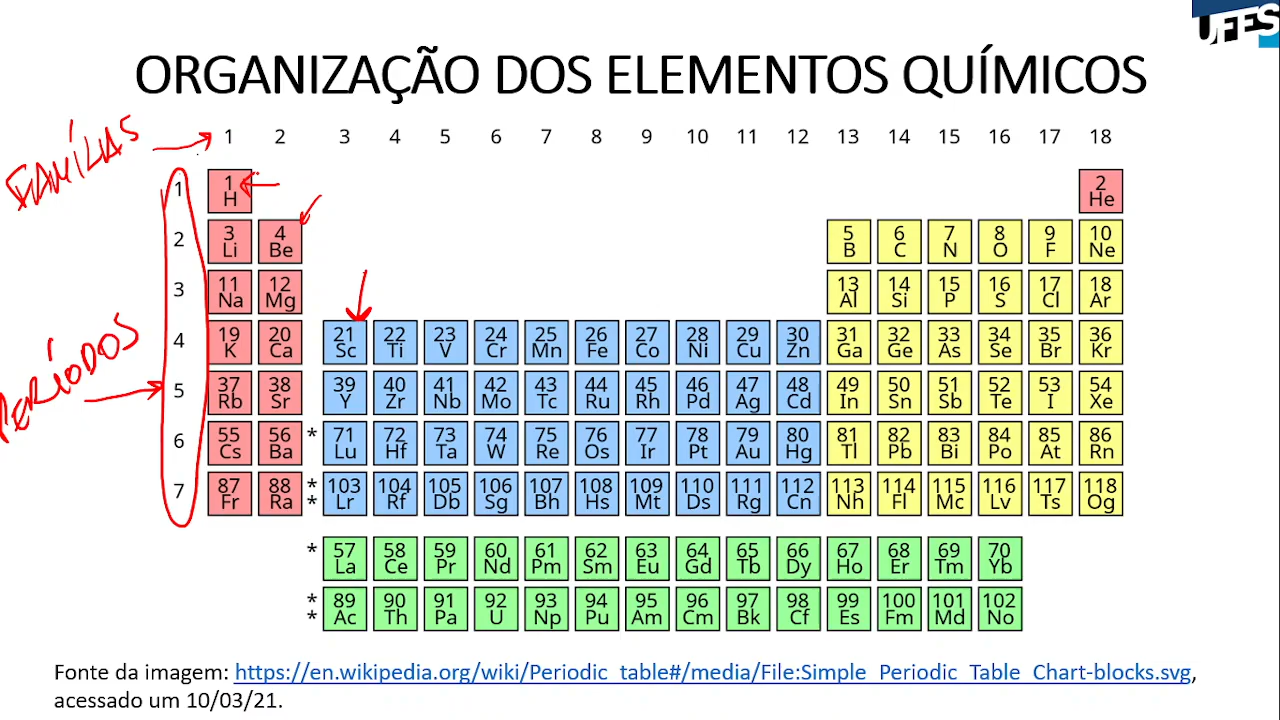 UFES
ORGANIZAÇÃO DOS ELEMENTOS QUÍMICOS
FAMÍLIAS
1 2 3 4 5 6 7 8 9 10 11 12 13 14 15 16 17 18
1 1 2
H He
2 3 4 5 6 7 8 9 10
Li Be B C N O F Ne
3 11 12 13 14 15 16 17 18
Na Mg Al Si P S Cl Ar
PERÍODOS
4 19 20 21 22 23 24 25 26 27 28 29 30 31 32 33 34 35 36
K Ca Sc Ti V Cr Mn Fe Co Ni Cu Zn Ga Ge As Se Br Kr
5 37 38 39 40 41 42 43 44 45 46 47 48 49 50 51 52 53 54
Rb Sr Y Zr Nb Mo Tc Ru Rh Pd Ag Cd In Sn Sb Te I Xe
6 55 56 * 71 72 73 74 75 76 77 78 79 80 81 82 83 84 85 86
Cs Ba Lu Hf Ta W Re Os Ir Pt Au Hg Tl Pb Bi Po At Rn
7 87 88 * 103 104 105 106 107 108 109 110 111 112 113 114 115 116 117 118
Fr Ra * Lr Rf Db Sg Bh Hs Mt Ds Rg Cn Nh Fl Mc Lv Ts Og
* 57 58 59 60 61 62 63 64 65 66 67 68 69 70
La Ce Pr Nd Pm Sm Eu Gd Tb Dy Ho Er Tm Yb
* 89 90 91 92 93 94 95 96 97 98 99 100 101 102
* Ac Th Pa U Np Pu Am Cm Bk Cf Es Fm Md No
Fonte da imagem: https://en.wikipedia.org/wiki/Periodic_table#/media/File:Simple_Periodic_Table_Chart-blocks.svg,
acessado um 10/03/21.